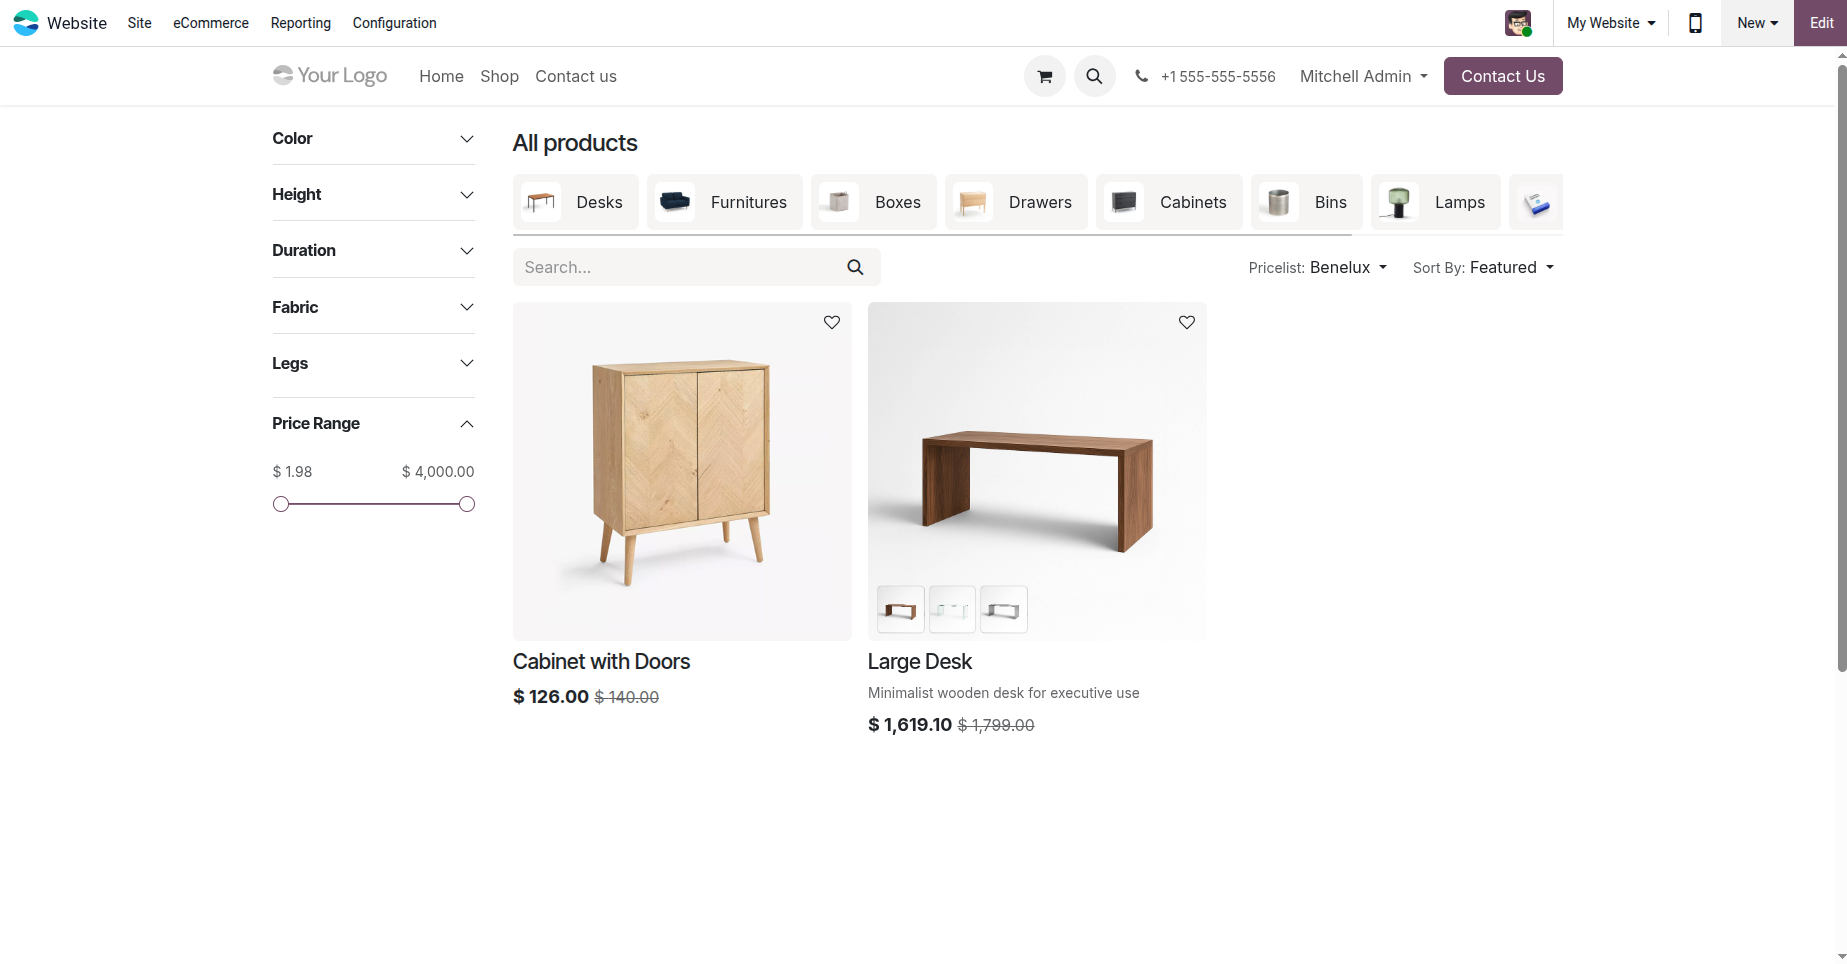 Website Site eCommerce Reporting Configuration My Website New Edit
Your Logo Home Shop Contact us +1 555-555-5556 Mitchell Admin Contact Us
Color
Height
Duration
Fabric
Legs
Price Range
$ 1.98 $ 4,000.00
All products
Desks Furnitures Boxes Drawers Cabinets Bins Lamps
Search... Pricelist: Benelux Sort By: Featured
Cabinet with Doors
$ 126.00 $ 140.00
Large Desk
Minimalist wooden desk for executive use
$ 1,619.10 $ 1,799.00